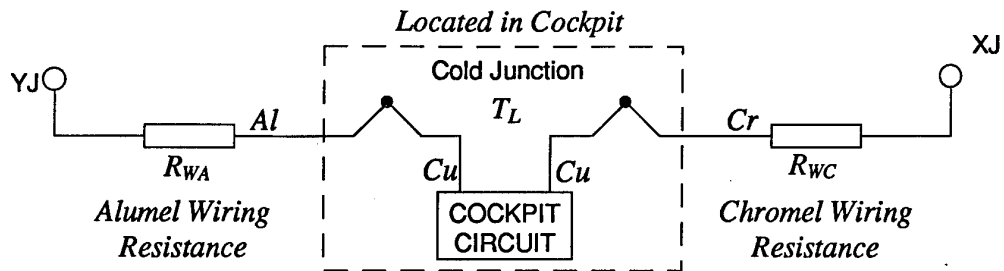 Located in Cockpit
XJ
YJ
Cold Junction
T_L
Al
Cr
R_WA
Cu
Cu
R_WC
Alumel Wiring
Resistance
COCKPIT
CIRCUIT
Chromel Wiring
Resistance